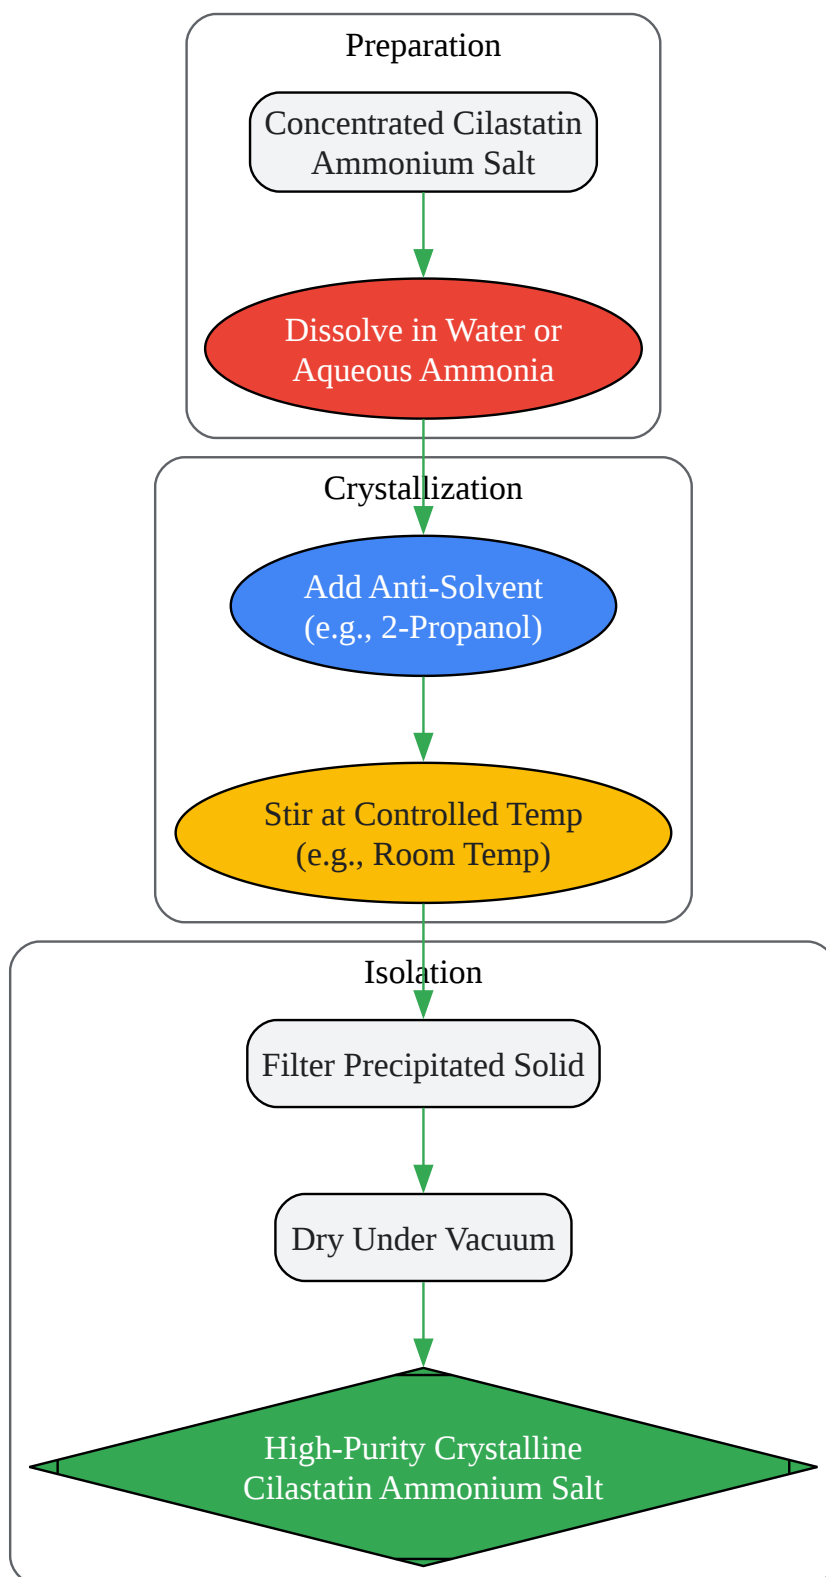 Preparation
Concentrated Cilastatin
Ammonium Salt
Dissolve in Water or
Aqueous Ammonia
Crystallization
Add Anti-Solvent
(e.g., 2-Propanol)
Stir at Controlled Temp
(e.g., Room Temp)
Isolation
Filter Precipitated Solid
Dry Under Vacuum
High-Purity Crystalline
Cilastatin Ammonium Salt